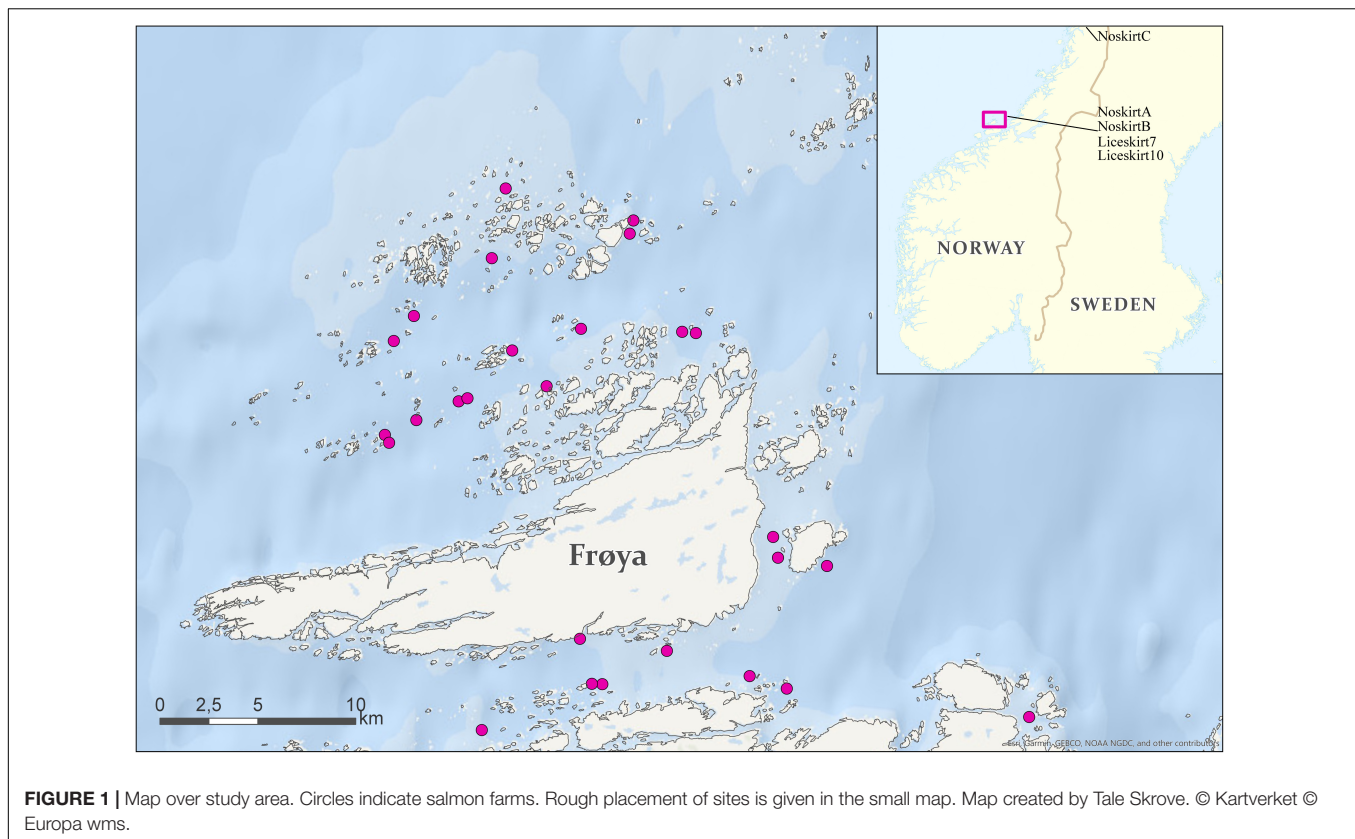 NoskirtC
NoskirtA
NoskirtB
Liceskirt7
Liceskirt10
NORWAY
SWEDEN
Frøya
0 2,5 5 10
km
Esri, Garmin, GEBCO, NOAA NGDC, and other contributors
FIGURE 1 | Map over study area. Circles indicate salmon farms. Rough placement of sites is given in the small map. Map created by Tale Skrove. © Kartverket ©
Europa wms.